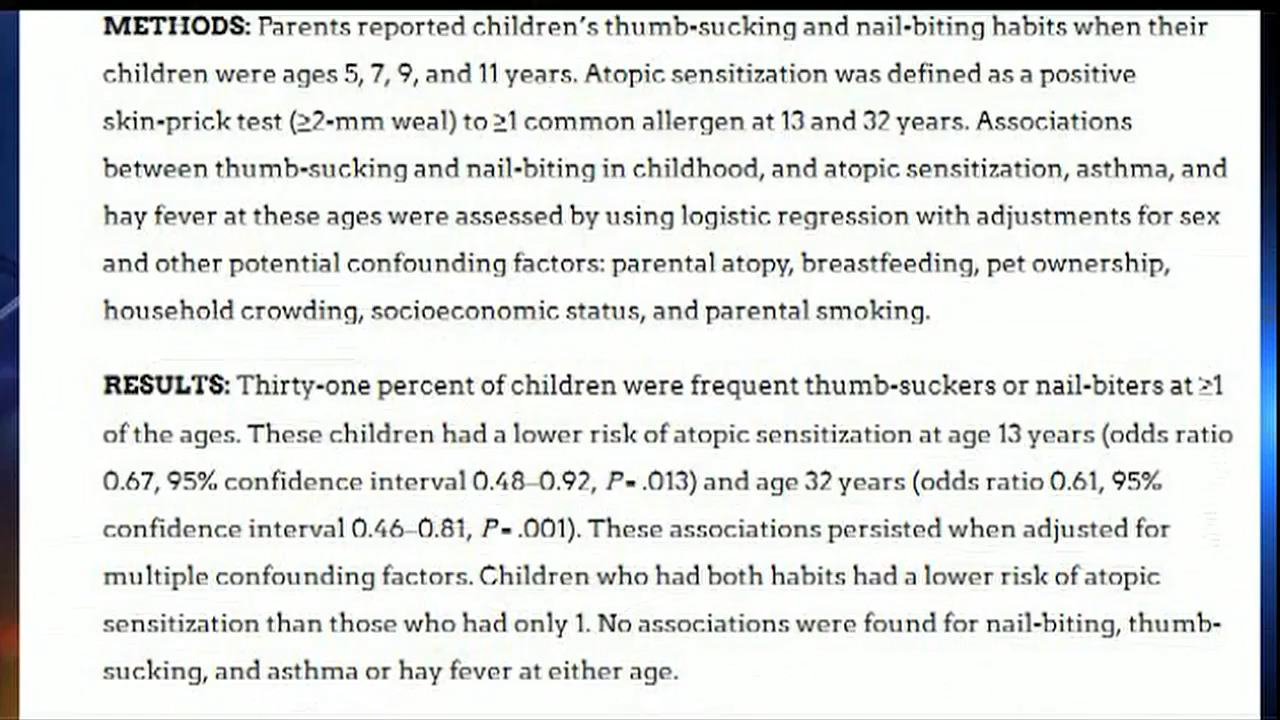 METHODS: Parents reported children's thumb-sucking and nail-biting habits when their
children were ages 5, 7, 9, and 11 years. Atopic sensitization was defined as a positive
skin-prick test (≥2-mm weal) to ≥1 common allergen at 13 and 32 years. Associations
between thumb-sucking and nail-biting in childhood, and atopic sensitization, asthma, and
hay fever at these ages were assessed by using logistic regression with adjustments for sex
and other potential confounding factors: parental atopy, breastfeeding, pet ownership,
household crowding, socioeconomic status, and parental smoking.
RESULTS: Thirty-one percent of children were frequent thumb-suckers or nail-biters at ≥1
of the ages. These children had a lower risk of atopic sensitization at age 13 years (odds ratio
0.67, 95% confidence interval 0.48–0.92, P = .013) and age 32 years (odds ratio 0.61, 95%
confidence interval 0.46–0.81, P = .001). These associations persisted when adjusted for
multiple confounding factors. Children who had both habits had a lower risk of atopic
sensitization than those who had only 1. No associations were found for nail-biting, thumb-
sucking, and asthma or hay fever at either age.